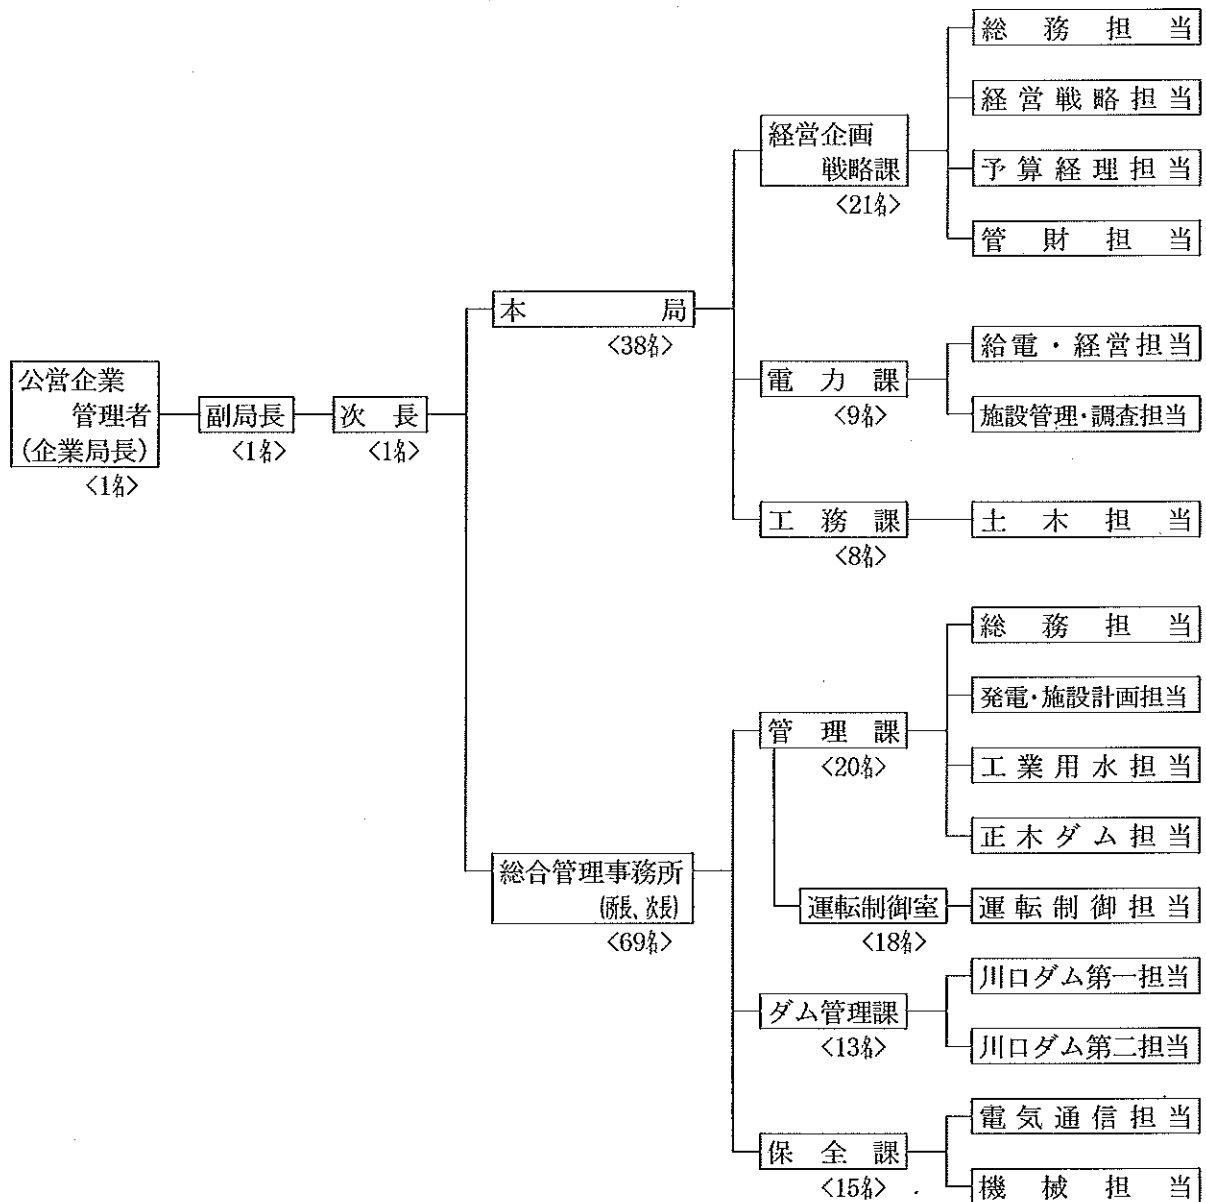 公営企業
管理者
(企業局長)
<1名>
副局長
<1名>
次長
<1名>
本局
<38名>
経営企画
戦略課
<21名>
総務担当
経営戦略担当
予算経理担当
管財担当
電力課
<9名>
給電・経営担当
施設管理・調査担当
工務課
<8名>
土木担当
総合管理事務所
(所長、次長)
<69名>
管理課
<20名>
総務担当
発電・施設計画担当
工業用水担当
正木ダム担当
運転制御室
<18名>
運転制御担当
ダム管理課
<13名>
川口ダム第一担当
川口ダム第二担当
保全課
<15名>
電気通信担当
機械担当